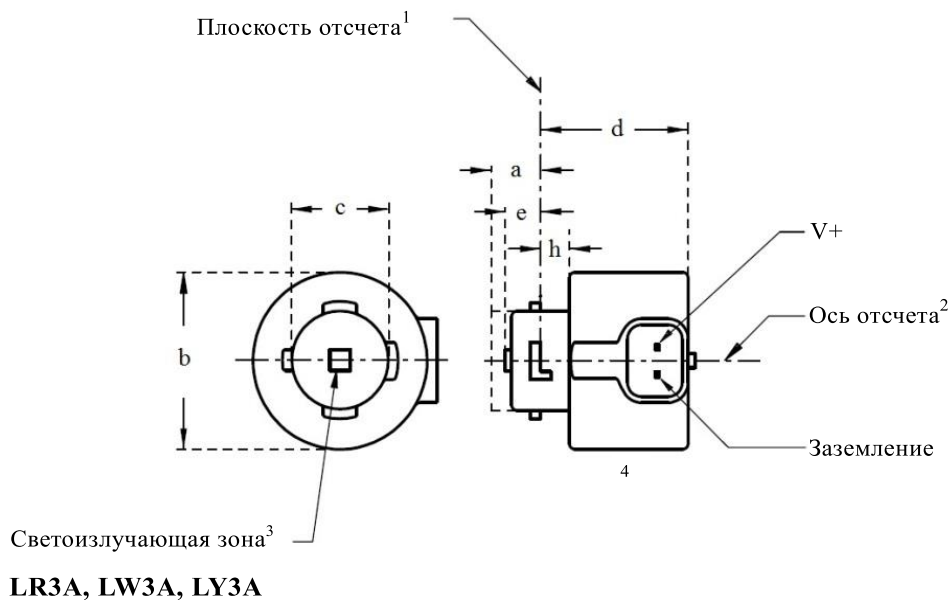 Плоскость отсчета¹
d
a
c
e
h
V+
Ось отсчета²
b
Заземление
4
Светоизлучающая зона³
LR3A, LW3A, LY3A